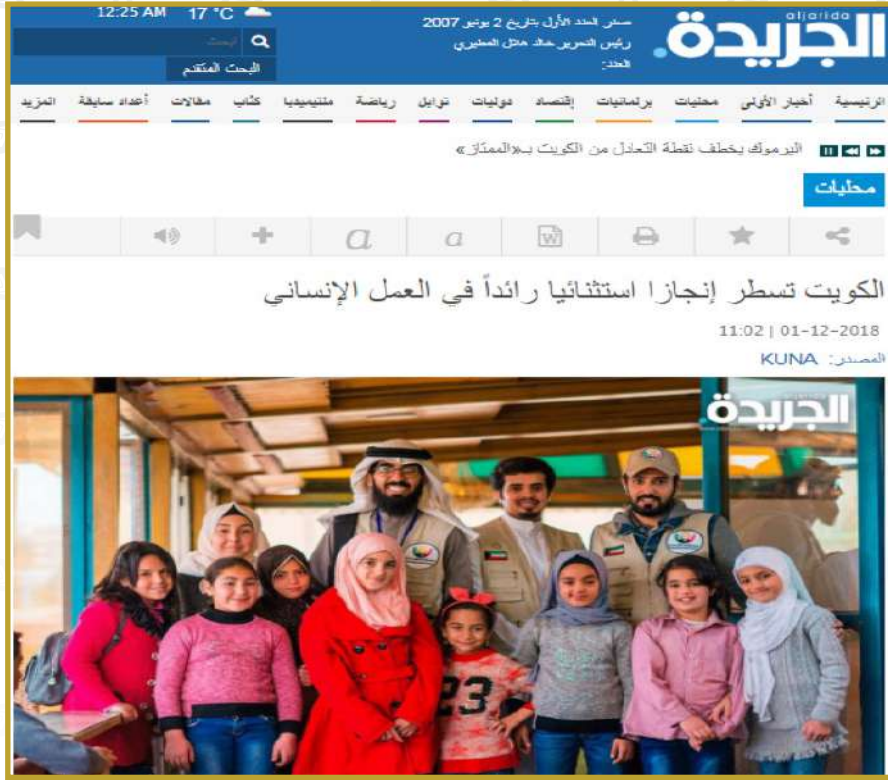 12:25 AM 17 °C
ابحث
البحث المتقدم
صدر العدد الأول بتاريخ 2 يونيو 2007
رئيس التحرير خالد هلال المطيري
العدد:
aljarida
الجريدة.
الرئيسية أخبار الأولى محليات برلمانيات إقتصاد دوليات توابل رياضة ملتيميديا كتاب مقالات أعداد سابقة المزيد
اليرموك يخطف نقطة التعادل من الكويت بـ«الممتاز»
محليات
a a W
الكويت تسطر إنجازا استثنائيا رائداً في العمل الإنساني
11:02 | 01-12-2018
المصدر: KUNA
الجريدة
23